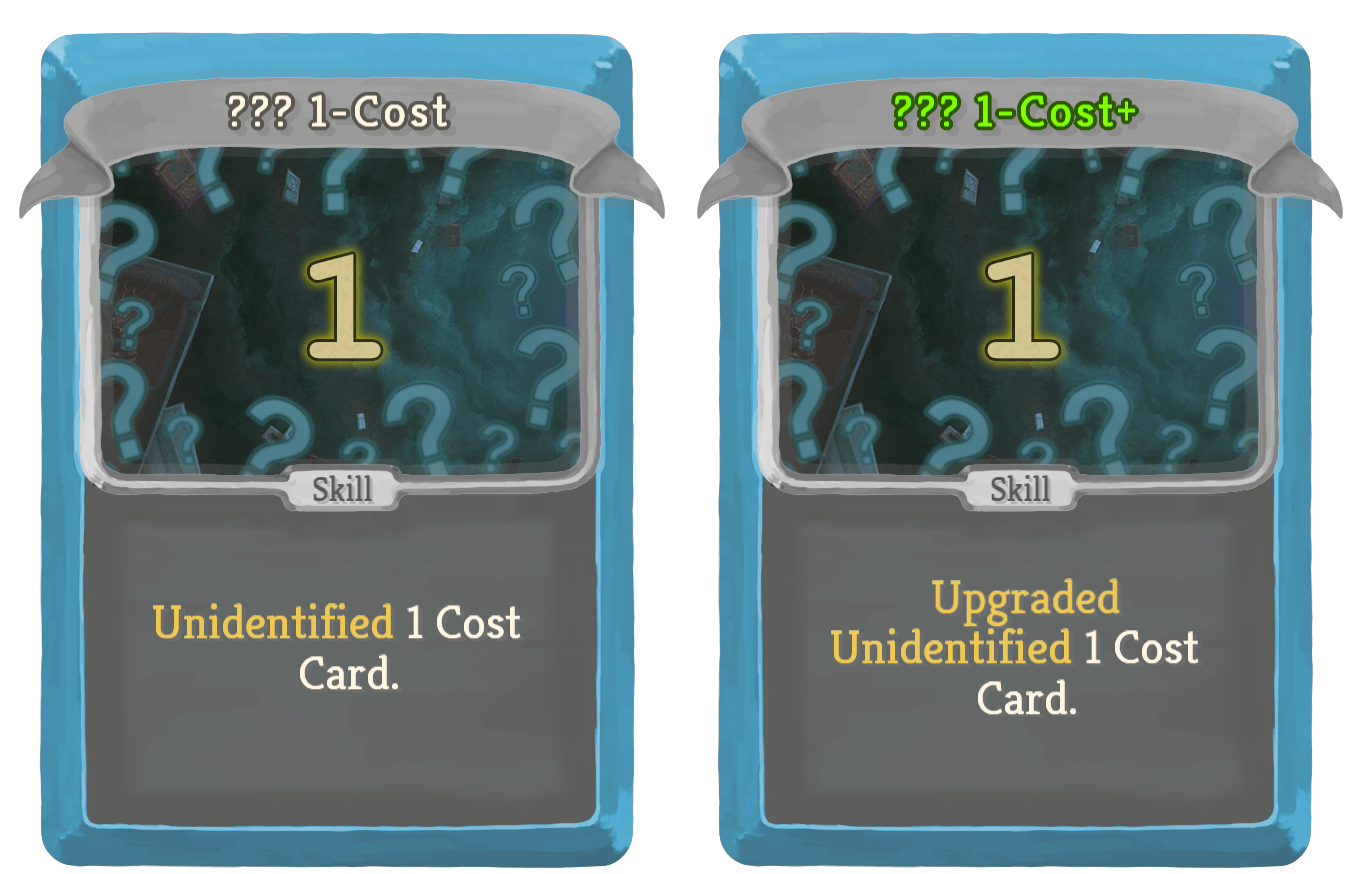 ??? 1-Cost
1
Skill
Unidentified 1 Cost
Card.
??? 1-Cost+
1
Skill
Upgraded
Unidentified 1 Cost
Card.